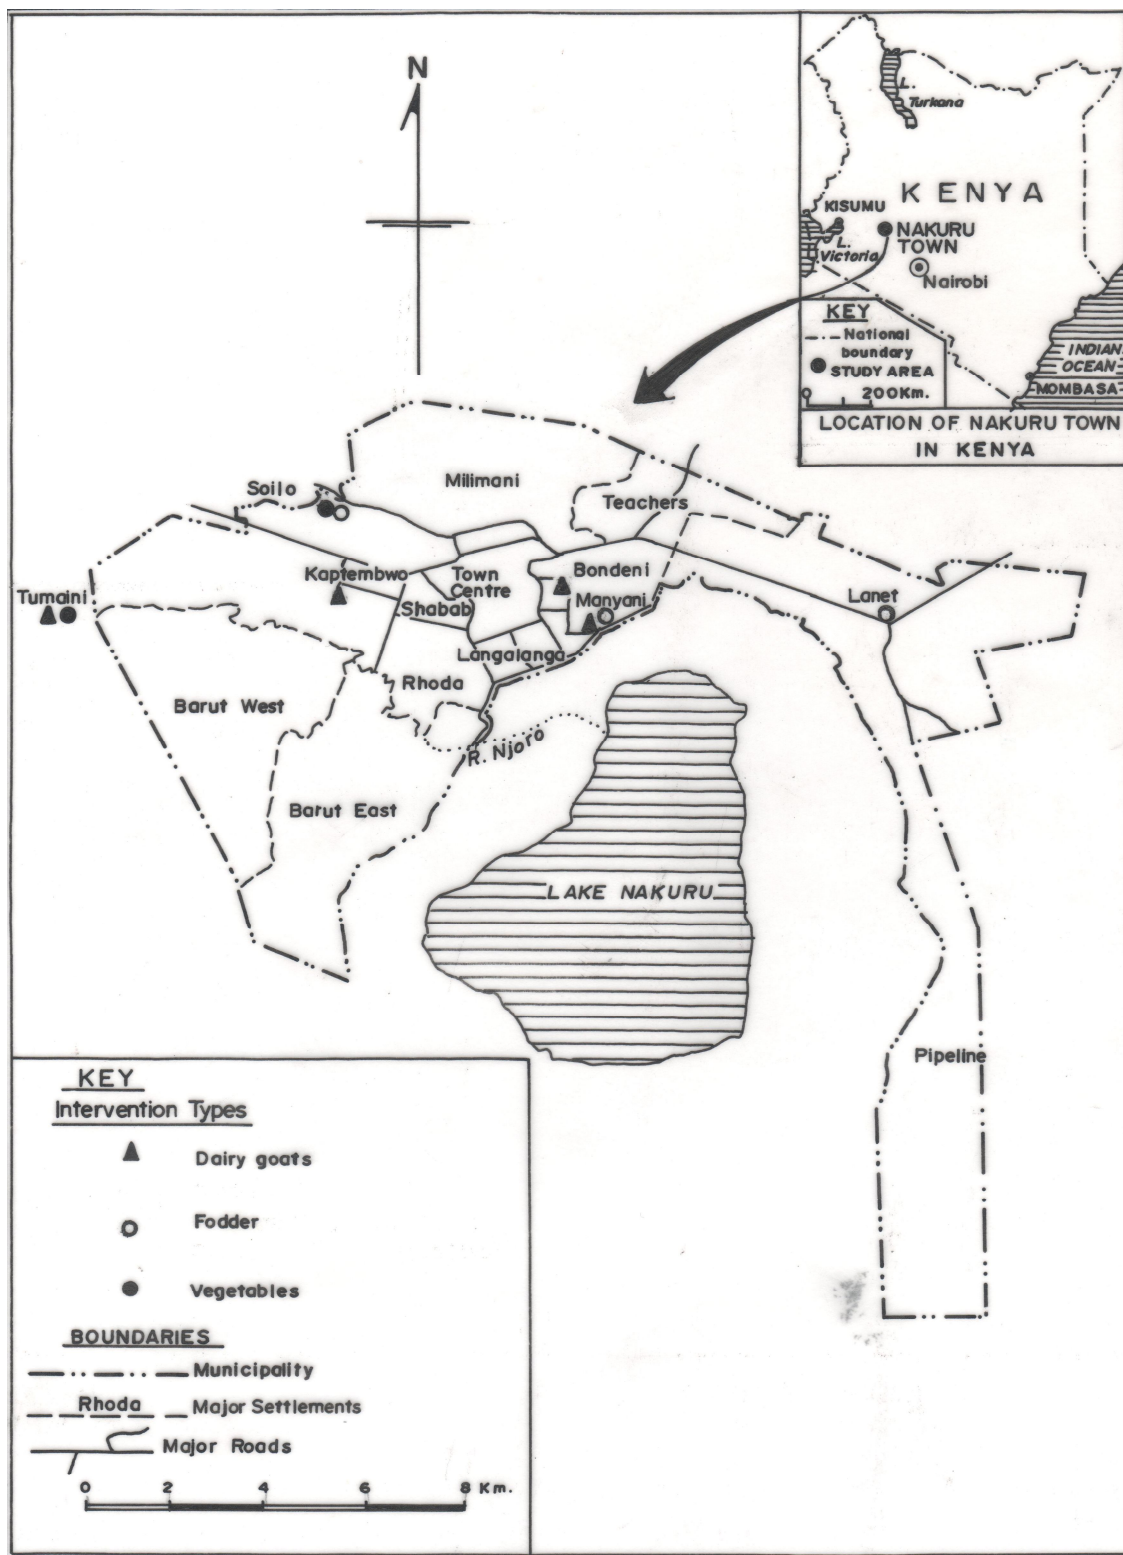 N
L.
Turkana
KENYA
KISUMU
NAKURU
TOWN
L.
Victoria
Nairobi
KEY
National
boundary
STUDY AREA
200Km.
INDIAN
OCEAN
MOMBASA
LOCATION OF NAKURU TOWN
IN KENYA
Soilo
Milimani
Teachers
Kaptembwo
Town
Centre
Bondeni
Tumaini
Shabab
Manyani
Lanet
Langalanga
Rhoda
Barut West
R. Njoro
Barut East
LAKE NAKURU
Pipeline
KEY
Intervention Types
Dairy goats
Fodder
Vegetables
BOUNDARIES
Municipality
Rhoda
Major Settlements
Major Roads
0 2 4 6 8 Km.